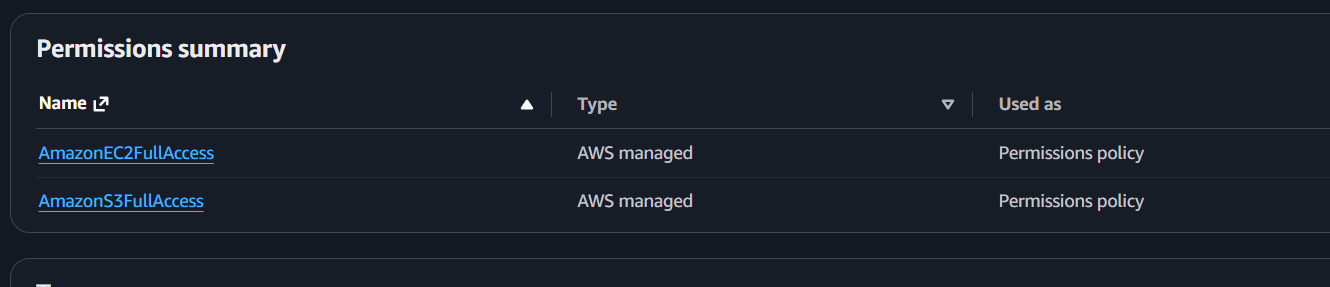 Permissions summary
Name Type Used as
AmazonEC2FullAccess AWS managed Permissions policy
AmazonS3FullAccess AWS managed Permissions policy